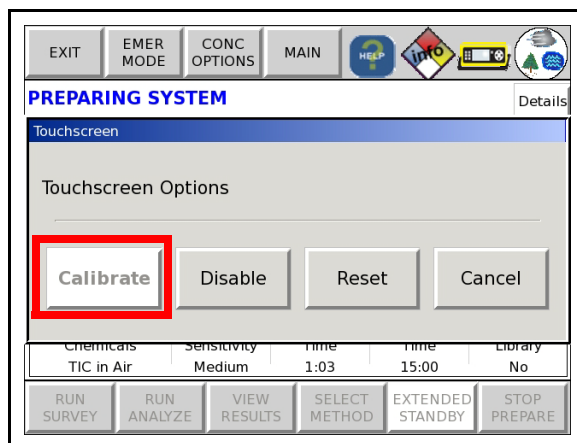 EXIT
EMER
MODE
CONC
OPTIONS
MAIN
HELP
info
PREPARING SYSTEM
Details
Touchscreen
Touchscreen Options
Calibrate
Disable
Reset
Cancel
Chemicals Sensitivity Time Time Library
TIC in Air Medium 1:03 15:00 No
RUN
SURVEY
RUN
ANALYZE
VIEW
RESULTS
SELECT
METHOD
EXTENDED
STANDBY
STOP
PREPARE